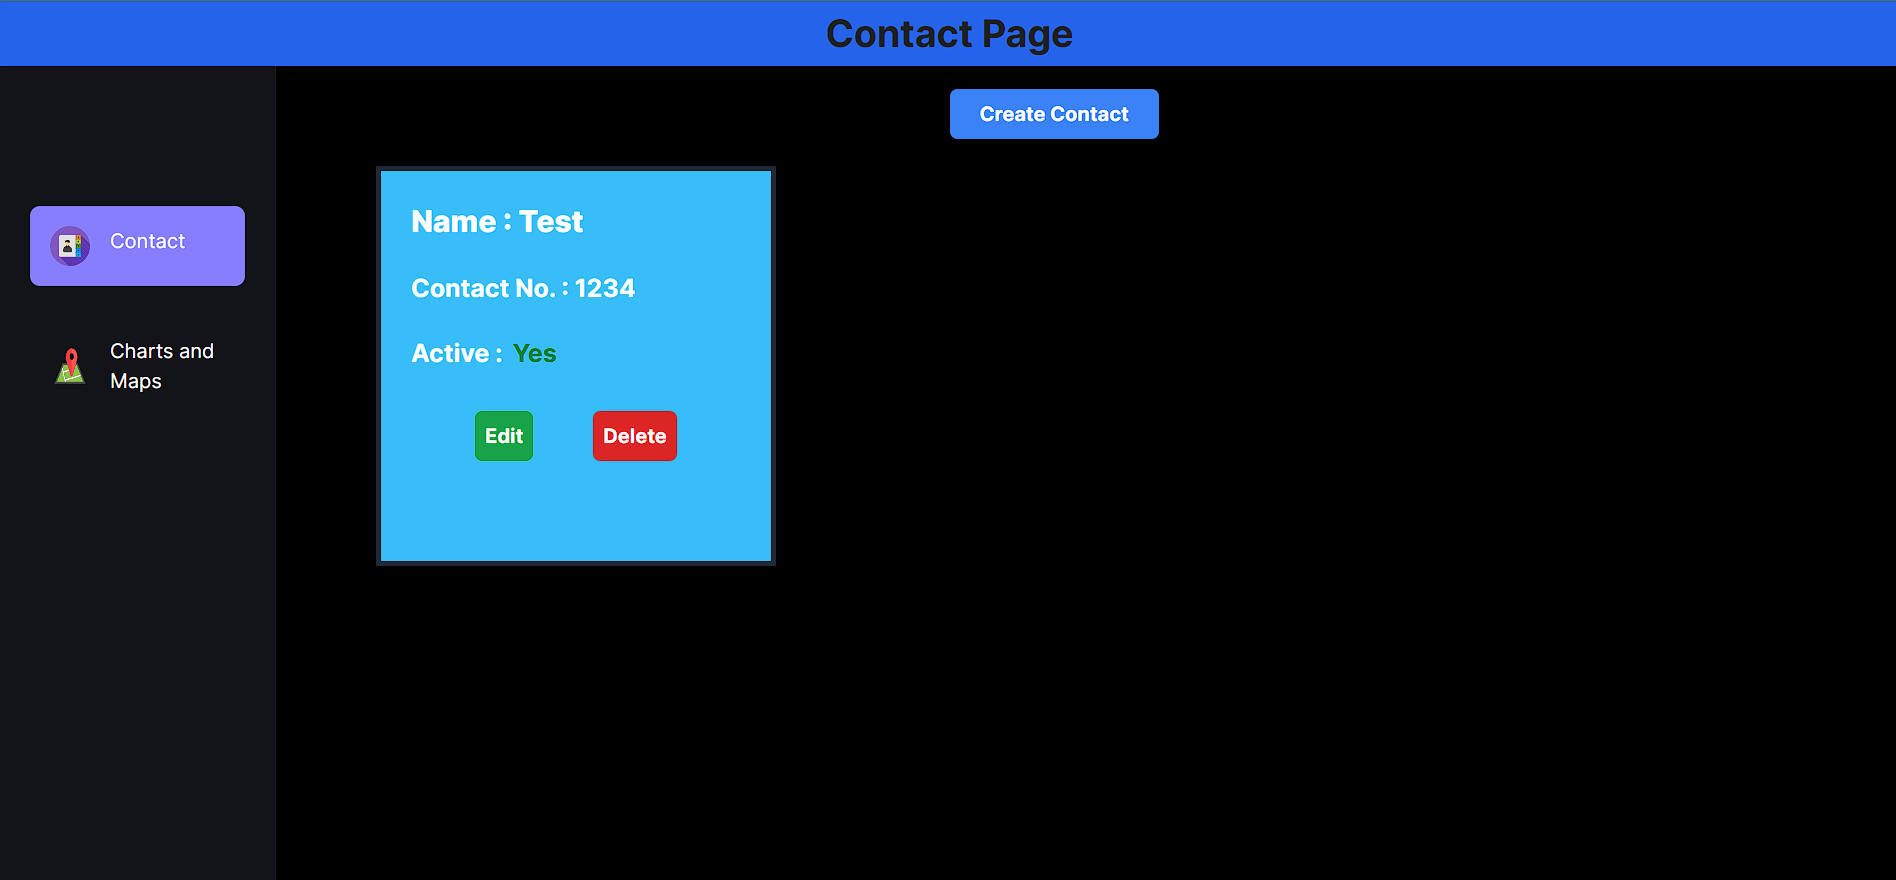 Contact Page
Create Contact
Contact
Charts and
Maps
Name : Test
Contact No. : 1234
Active : Yes
Edit Delete